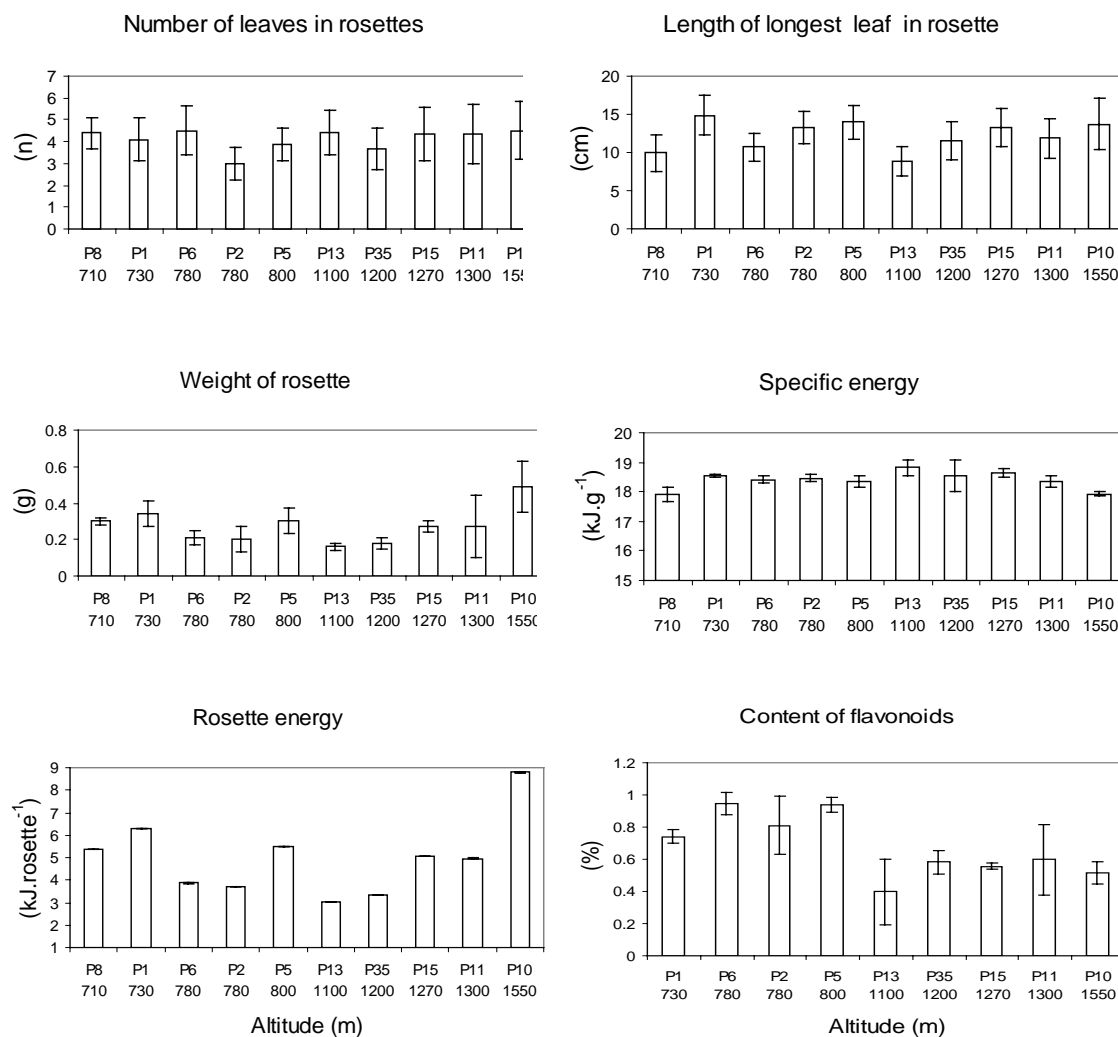 Number of leaves in rosettes
7
6
5
4
3
2
1
0
(n)
P8 P1 P6 P2 P5 P13 P35 P15 P11 P1
710 730 780 780 800 1100 1200 1270 1300 155
Length of longest leaf in rosette
20
15
10
5
0
(cm)
P8 P1 P6 P2 P5 P13 P35 P15 P11 P10
710 730 780 780 800 1100 1200 1270 1300 1550
Weight of rosette
0.8
0.6
0.4
0.2
0
(g)
P8 P1 P6 P2 P5 P13 P35 P15 P11 P10
710 730 780 780 800 1100 1200 1270 1300 1550
Specific energy
20
19
18
17
16
15
(kJ.g⁻¹)
P8 P1 P6 P2 P5 P13 P35 P15 P11 P10
710 730 780 780 800 1100 1200 1270 1300 1550
Rosette energy
9
8
7
6
5
4
3
2
1
(kJ.rosette⁻¹)
P8 P1 P6 P2 P5 P13 P35 P15 P11 P10
710 730 780 780 800 1100 1200 1270 1300 1550
Altitude (m)
Content of flavonoids
1.2
1
0.8
0.6
0.4
0.2
0
(%)
P1 P6 P2 P5 P13 P35 P15 P11 P10
730 780 780 800 1100 1200 1270 1300 1550
Altitude (m)